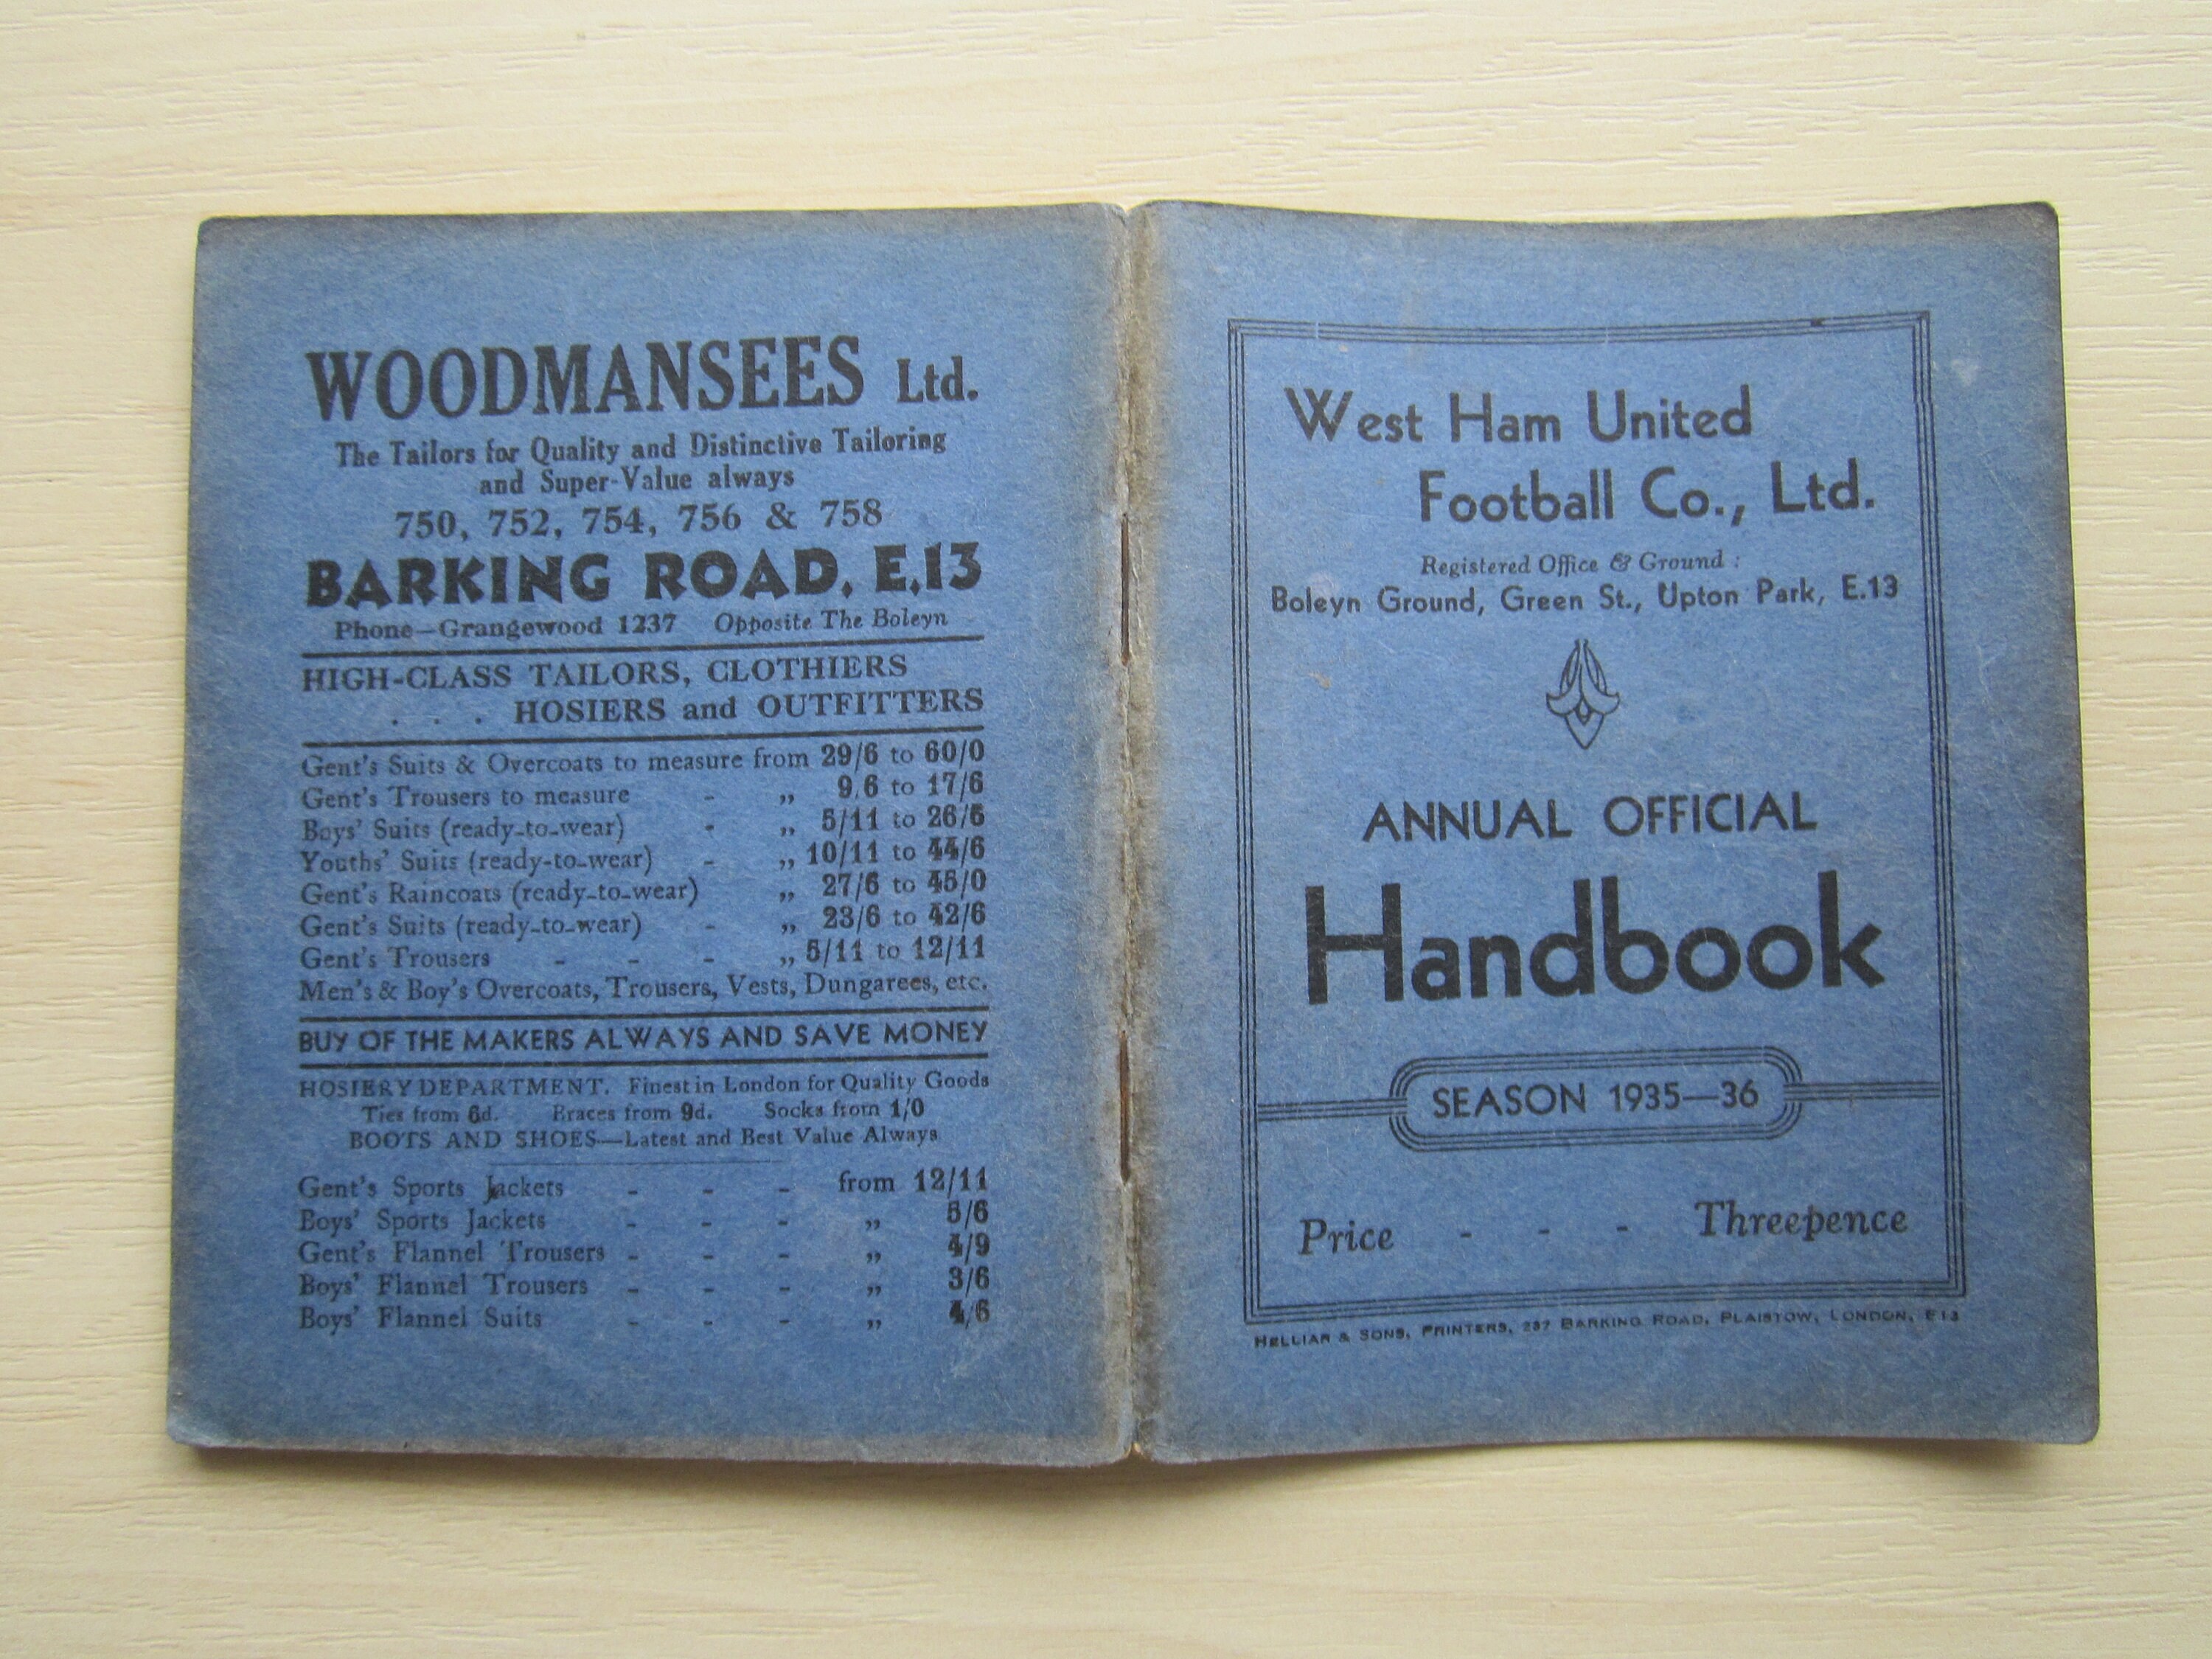 WOODMANSEES Ltd.
The Tailors for Quality and Distinctive Tailoring
and Super-Value always
750, 752, 754, 756 & 758
BARKING ROAD, E.13
Phone—Grangewood 1237 Opposite The Boleyn
HIGH-CLASS TAILORS, CLOTHIERS
. . . HOSIERS and OUTFITTERS
Gent's Suits & Overcoats to measure from 29/6 to 60/0
Gent's Trousers to measure - „ 9/6 to 17/6
Boys' Suits (ready-to-wear) - „ 5/11 to 26/6
Youths' Suits (ready-to-wear) - „ 10/11 to 44/6
Gent's Raincoats (ready-to-wear) „ 27/6 to 45/0
Gent's Suits (ready-to-wear) - „ 23/6 to 42/6
Gent's Trousers - - - „ 5/11 to 12/11
Men's & Boy's Overcoats, Trousers, Vests, Dungarees, etc.
BUY OF THE MAKERS ALWAYS AND SAVE MONEY
HOSIERY DEPARTMENT. Finest in London for Quality Goods
Ties from 6d. Braces from 9d. Socks from 1/0
BOOTS AND SHOES—Latest and Best Value Always
Gent's Sports Jackets - - - from 12/11
Boys' Sports Jackets - - - „ 5/6
Gent's Flannel Trousers - - - „ 4/9
Boys' Flannel Trousers - - - „ 3/6
Boys' Flannel Suits - - - „ 4/6
West Ham United
Football Co., Ltd.
Registered Office & Ground :
Boleyn Ground, Green St., Upton Park, E.13
ANNUAL OFFICIAL
Handbook
SEASON 1935—36
Price - - - Threepence
HELLIAR & SONS, PRINTERS, 237 BARKING ROAD, PLAISTOW, LONDON, E13